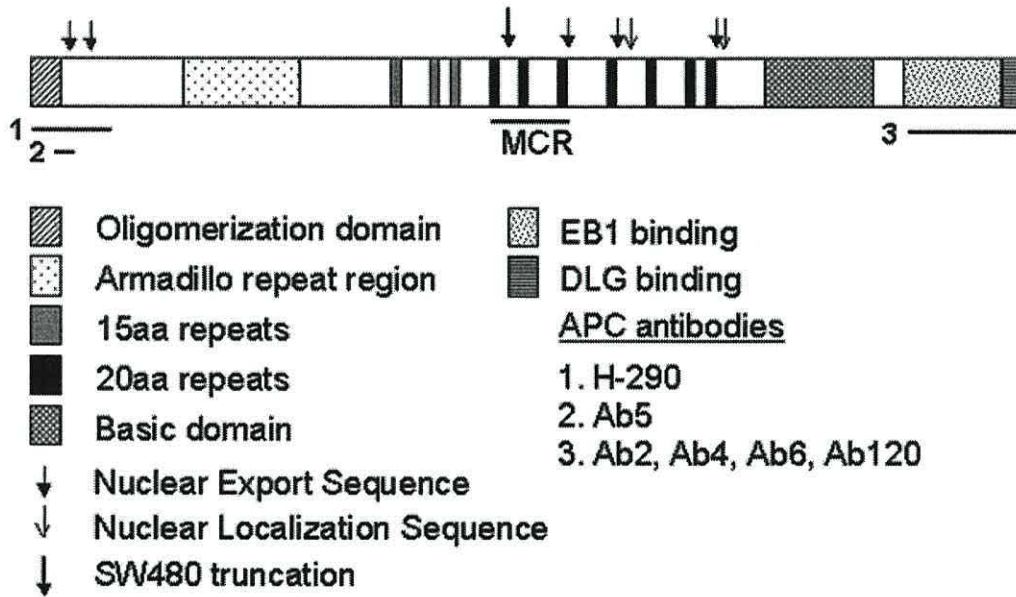 1
2
MCR
3
Oligomerization domain
Armadillo repeat region
15aa repeats
20aa repeats
Basic domain
Nuclear Export Sequence
Nuclear Localization Sequence
SW480 truncation
EB1 binding
DLG binding
APC antibodies
1. H-290
2. Ab5
3. Ab2, Ab4, Ab6, Ab120